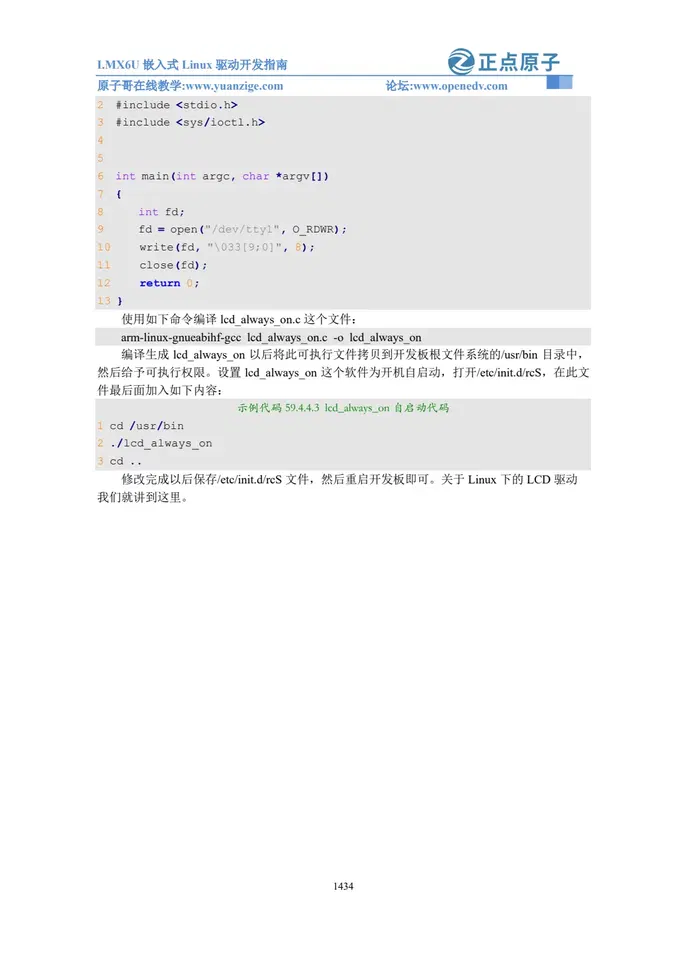 I.MX6U 嵌入式 Linux 驱动开发指南
正点原子
原子哥在线教学:www.yuanzige.com 论坛:www.openedv.com
2 #include <stdio.h>
3 #include <sys/ioctl.h>
4
5
6 int main(int argc, char *argv[])
7 {
8 int fd;
9 fd = open("/dev/tty1", O_RDWR);
10 write(fd, "\033[9;0]", 8);
11 close(fd);
12 return 0;
13 }
使用如下命令编译 lcd_always_on.c 这个文件：
arm-linux-gnueabihf-gcc lcd_always_on.c -o lcd_always_on
编译生成 lcd_always_on 以后将此可执行文件拷贝到开发板根文件系统的/usr/bin 目录中，
然后给予可执行权限。设置 lcd_always_on 这个软件为开机自启动，打开/etc/init.d/rcS，在此文
件最后面加入如下内容：
示例代码 59.4.4.3 lcd_always_on 自启动代码
1 cd /usr/bin
2 ./lcd_always_on
3 cd ..
修改完成以后保存/etc/init.d/rcS 文件，然后重启开发板即可。关于 Linux 下的 LCD 驱动
我们就讲到这里。
1434